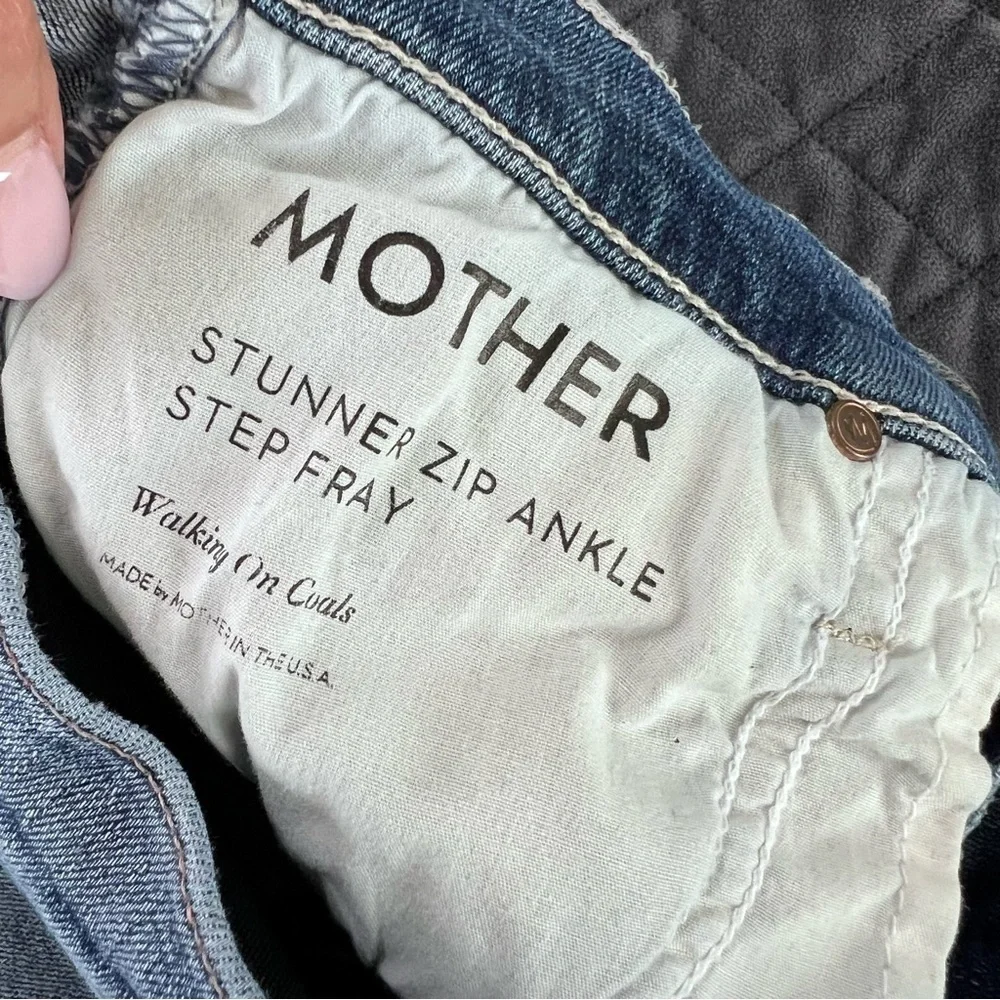 MOTHER
STUNNER ZIP ANKLE
STEP FRAY
Walking On Coals
MADE by MOTHER IN THE U.S.A.